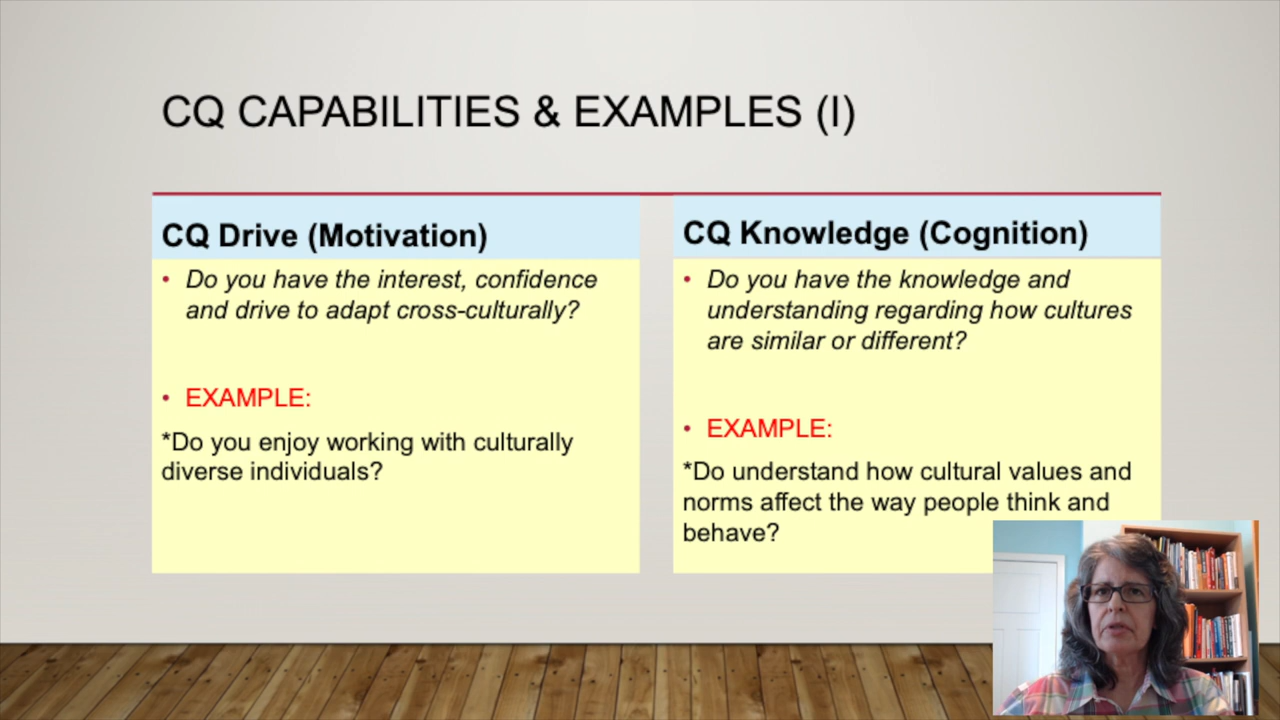 CQ CAPABILITIES & EXAMPLES (I)
CQ Drive (Motivation)
• Do you have the interest, confidence
and drive to adapt cross-culturally?
• EXAMPLE:
*Do you enjoy working with culturally
diverse individuals?
CQ Knowledge (Cognition)
• Do you have the knowledge and
understanding regarding how cultures
are similar or different?
• EXAMPLE:
*Do understand how cultural values and
norms affect the way people think and
behave?